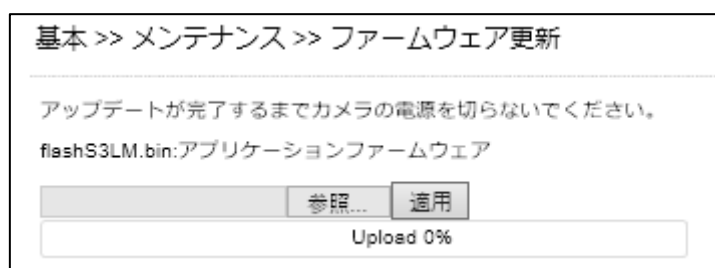 基本 >> メンテナンス >> ファームウェア更新
アップデートが完了するまでカメラの電源を切らないでください。
flashS3LM.bin:アプリケーションファームウェア
参照... 適用
Upload 0%